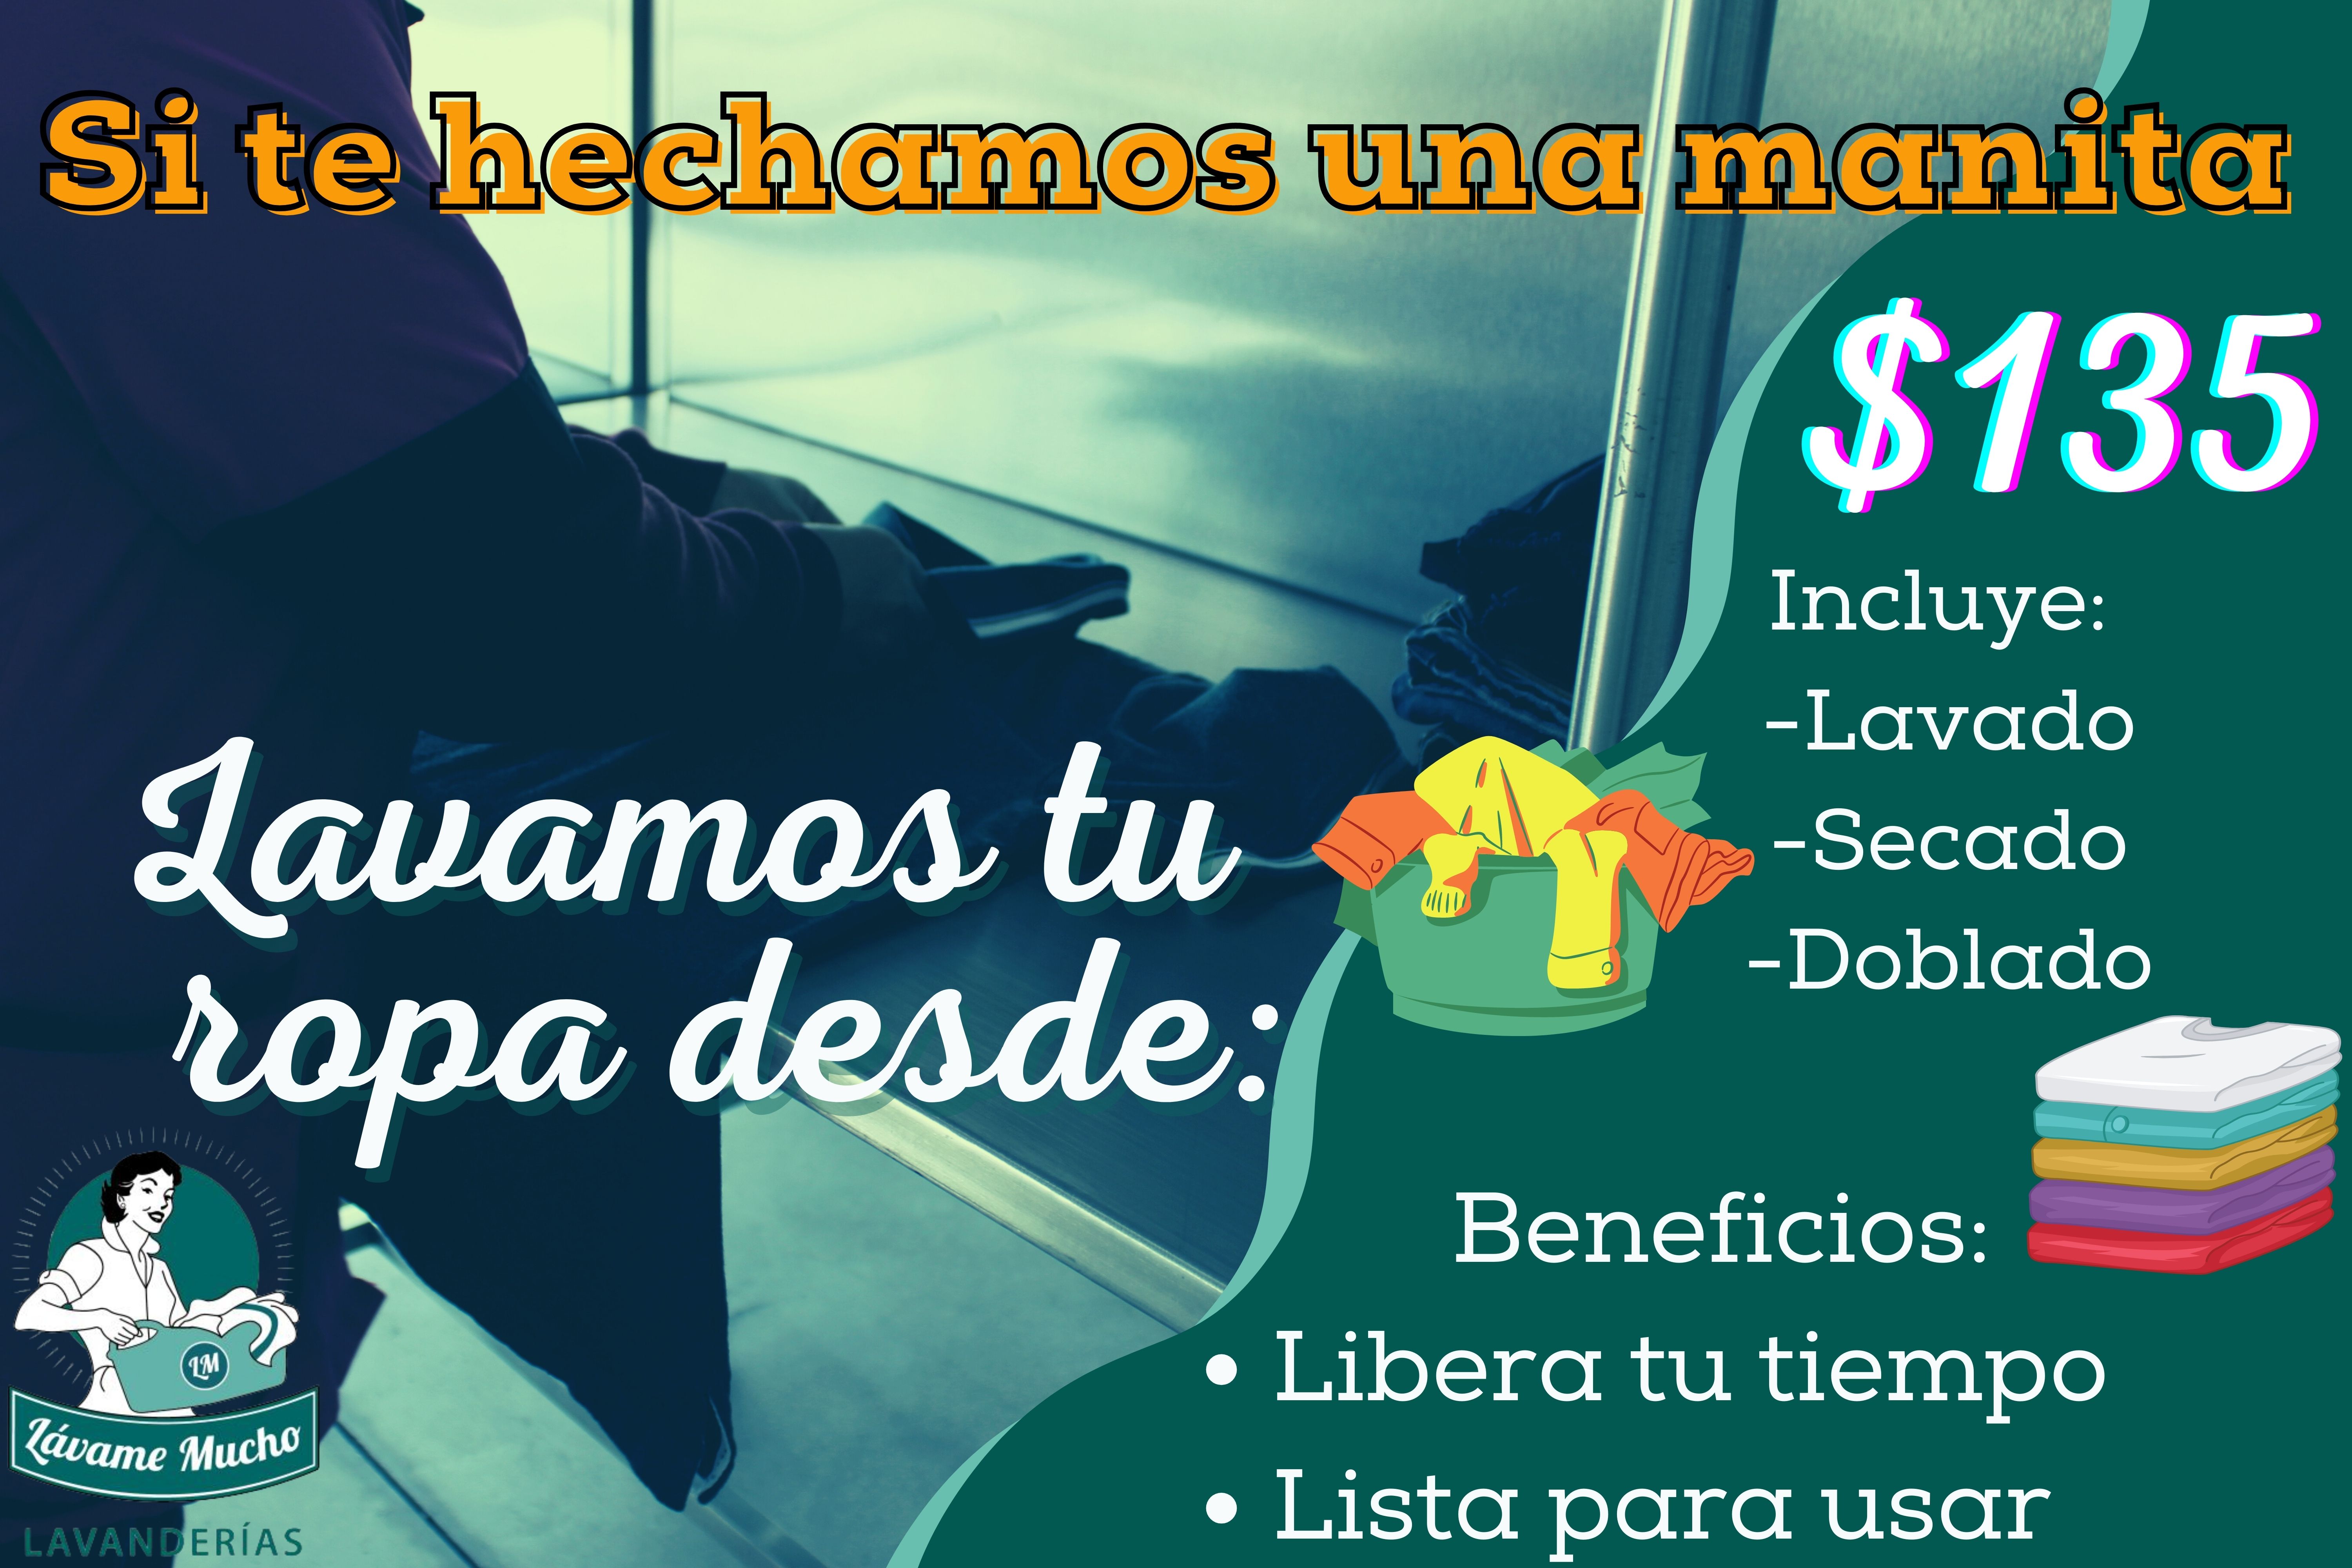 Si te hechamos una manita
$135
Incluye:
-Lavado
-Secado
-Doblado
Lavamos tu
ropa desde:
Beneficios:
• Libera tu tiempo
• Lista para usar
LM
Lávame Mucho
LAVANDERÍAS